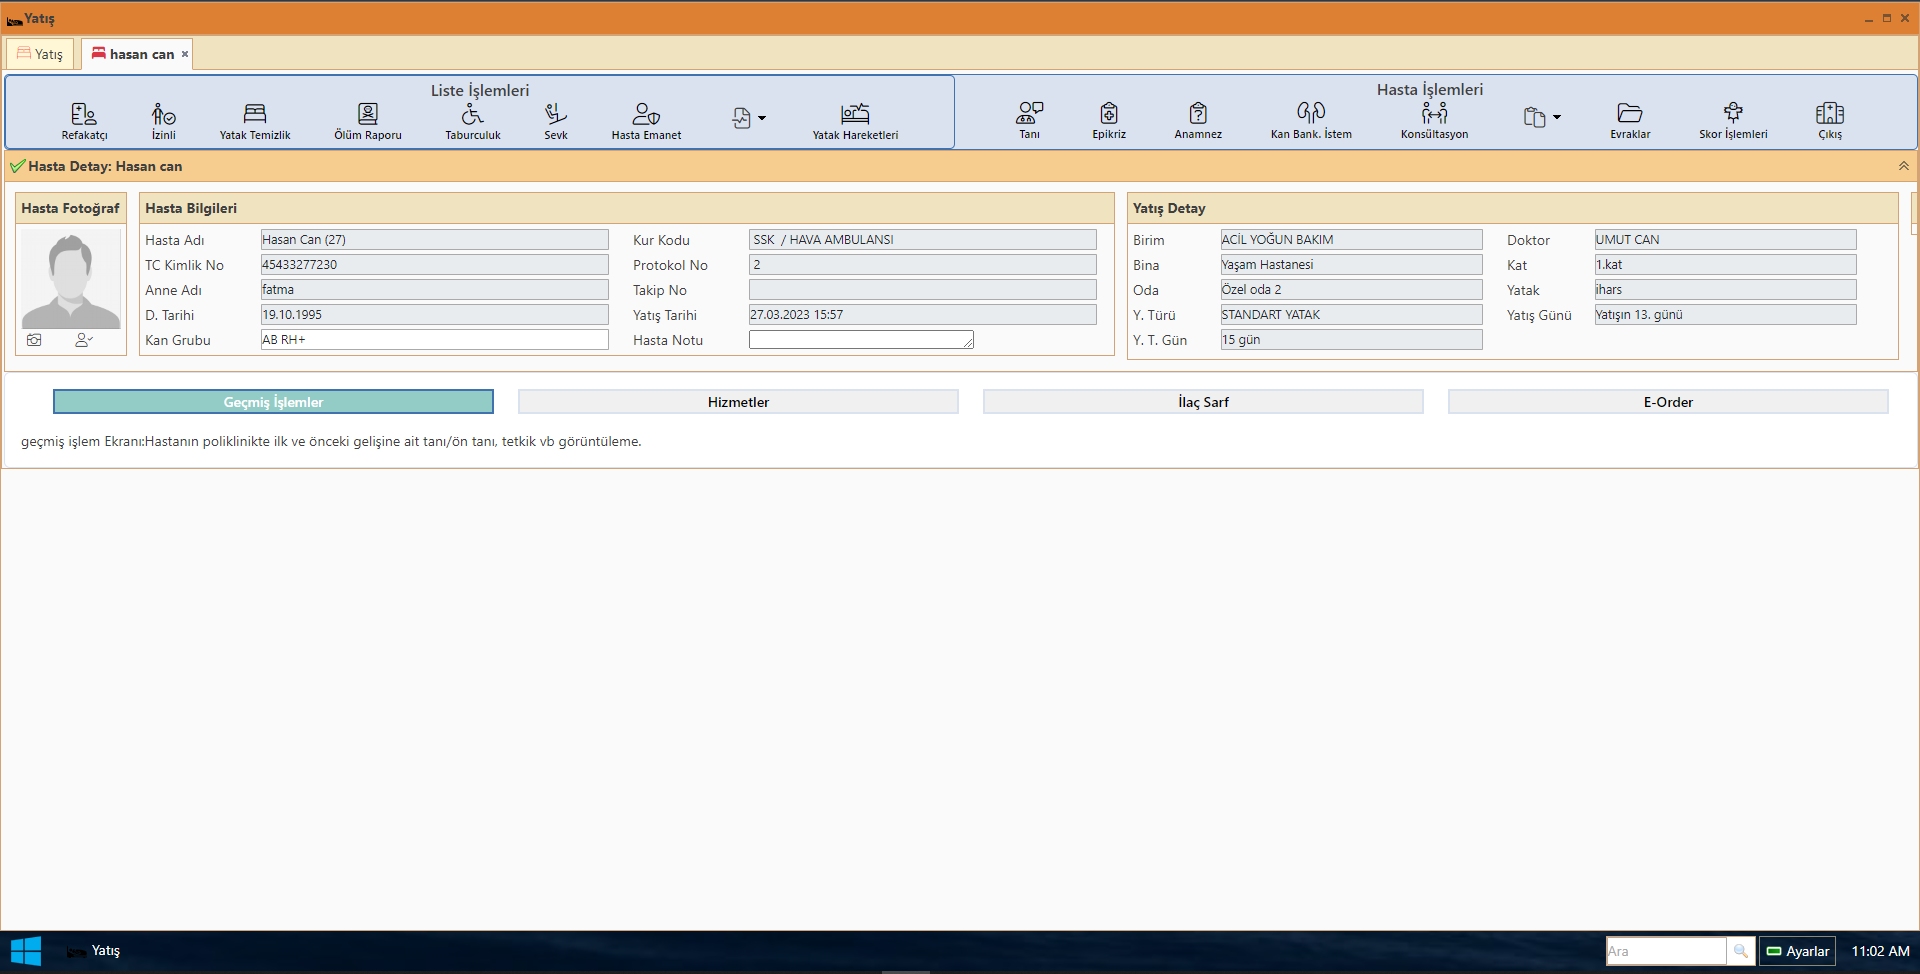 Yatış
Yatış
hasan can
Liste İşlemleri
Refakatçı
İzinli
Yatak Temizlik
Ölüm Raporu
Taburculuk
Sevk
Hasta Emanet
Yatak Hareketleri
Hasta İşlemleri
Tanı
Epikriz
Anamnez
Kan Bank. İstem
Konsültasyon
Evraklar
Skor İşlemleri
Çıkış
Hasta Detay: Hasan can
Hasta Fotoğraf
Hasta Bilgileri
Hasta Adı Hasan Can (27)
TC Kimlik No 45433277230
Anne Adı fatma
D. Tarihi 19.10.1995
Kan Grubu AB RH+
Kur Kodu SSK / HAVA AMBULANSI
Protokol No 2
Takip No
Yatış Tarihi 27.03.2023 15:57
Hasta Notu
Yatış Detay
Birim ACİL YOĞUN BAKIM
Bina Yaşam Hastanesi
Oda Özel oda 2
Y. Türü STANDART YATAK
Y. T. Gün 15 gün
Doktor UMUT CAN
Kat 1.kat
Yatak ihars
Yatış Günü Yatışın 13. günü
Geçmiş İşlemler
Hizmetler
İlaç Sarf
E-Order
geçmiş işlem Ekranı:Hastanın poliklinikte ilk ve önceki gelişine ait tanı/ön tanı, tetkik vb görüntüleme.
Yatış
Ara
Ayarlar
11:02 AM